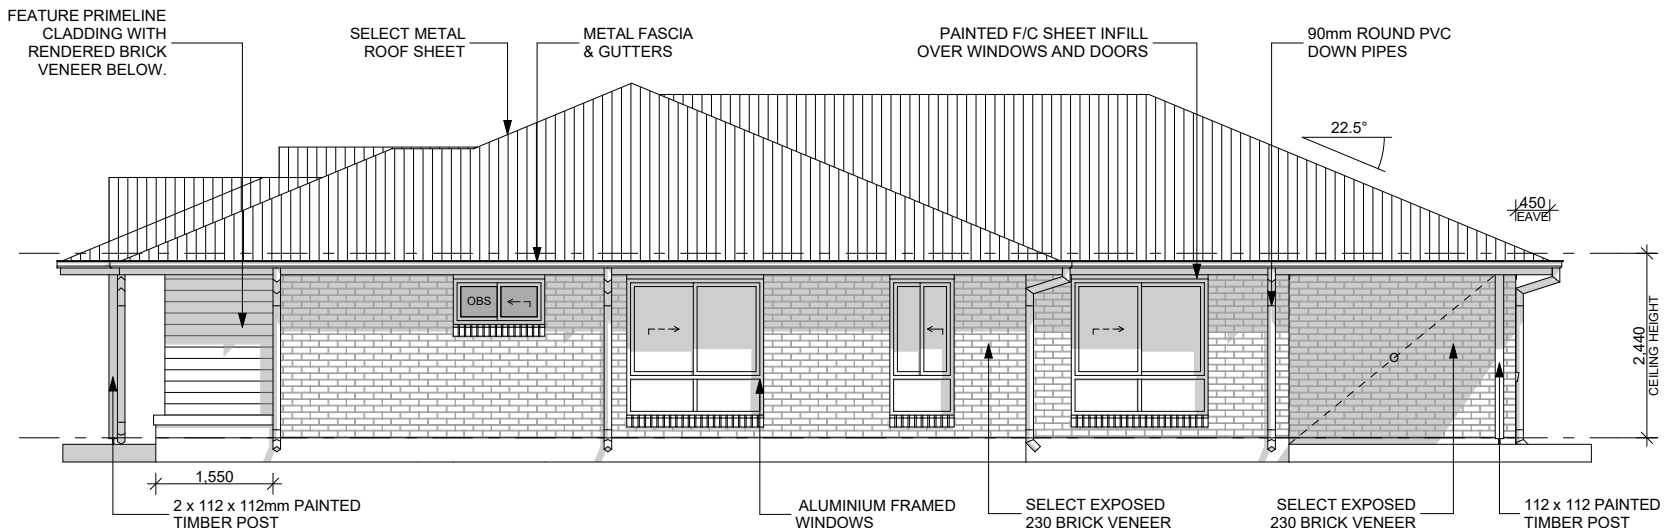 FEATURE PRIMELINE
CLADDING WITH
RENDERED BRICK
VENEER BELOW.
SELECT METAL
ROOF SHEET
METAL FASCIA
& GUTTERS
PAINTED F/C SHEET INFILL
OVER WINDOWS AND DOORS
90mm ROUND PVC
DOWN PIPES
22.5°
450
EAVE
OBS
2,440
CEILING HEIGHT
1,550
2 x 112 x 112mm PAINTED
TIMBER POST
ALUMINIUM FRAMED
WINDOWS
SELECT EXPOSED
230 BRICK VENEER
SELECT EXPOSED
230 BRICK VENEER
112 x 112 PAINTED
TIMBER POST